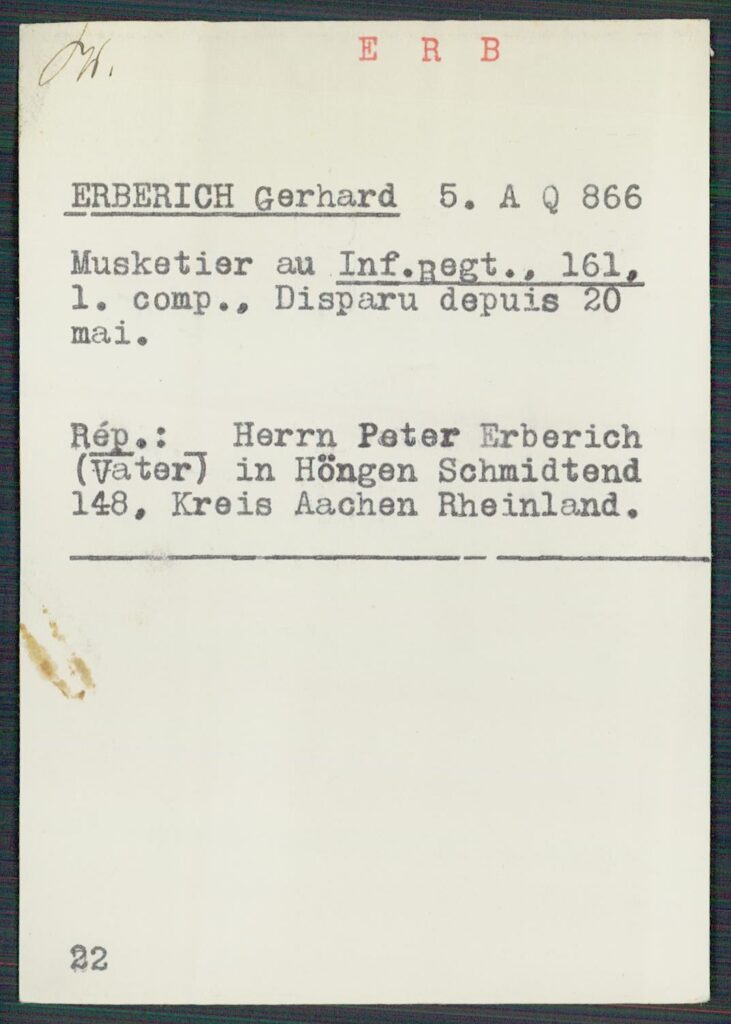 E R B
ERBERICH Gerhard 5. A Q 866
Musketier au Inf.Regt., 161,
1. comp., Disparu depuis 20
mai.
Rép.: Herrn Peter Erberich
(Vater) in Höngen Schmidtend
148, Kreis Aachen Rheinland.
22